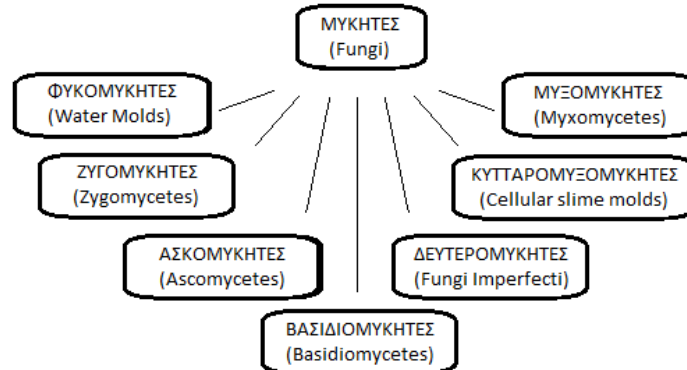 ΜΥΚΗΤΕΣ
(Fungi)
ΦΥΚΟΜΥΚΗΤΕΣ
(Water Molds)
ΜΥΞΟΜΥΚΗΤΕΣ
(Myxomycetes)
ΖΥΓΟΜΥΚΗΤΕΣ
(Zygomycetes)
ΚΥΤΤΑΡΟΜΥΞΟΜΥΚΗΤΕΣ
(Cellular slime molds)
ΑΣΚΟΜΥΚΗΤΕΣ
(Ascomycetes)
ΔΕΥΤΕΡΟΜΥΚΗΤΕΣ
(Fungi Imperfecti)
ΒΑΣΙΔΙΟΜΥΚΗΤΕΣ
(Basidiomycetes)